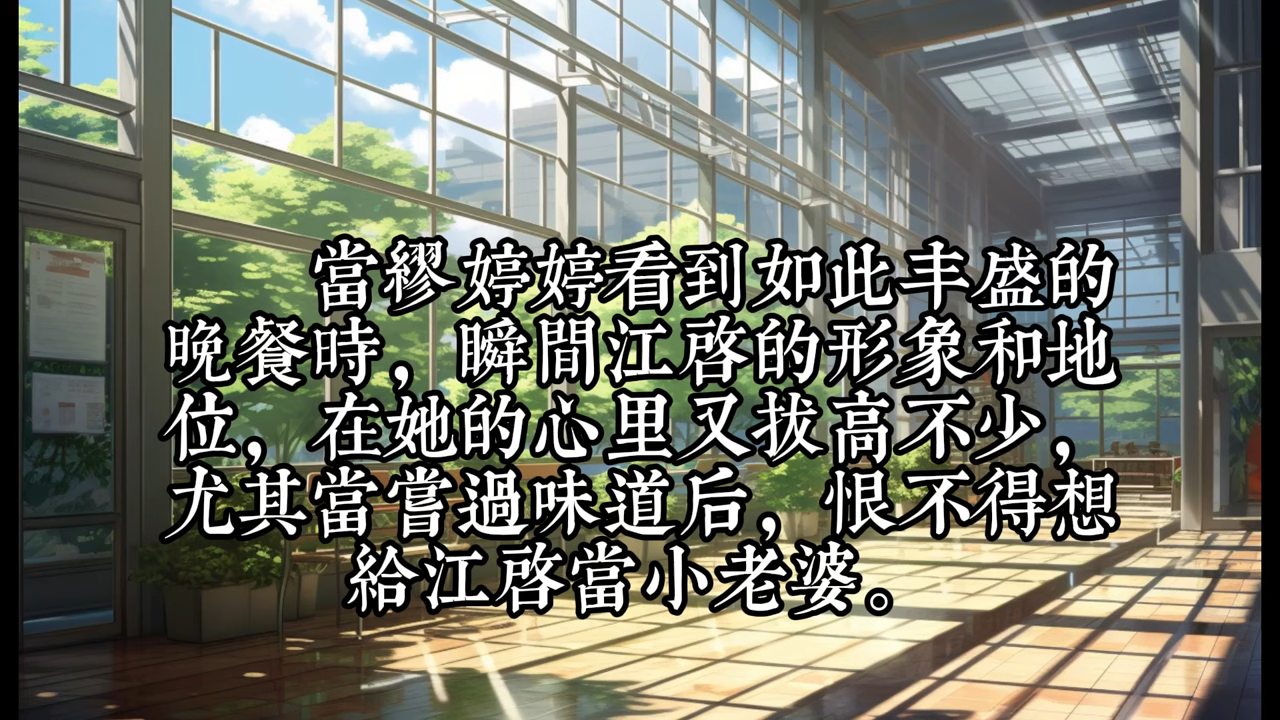 當繆婷婷看到如此丰盛的
晚餐時，瞬間江啓的形象和地
位，在她的心里又拔高不少，
尤其當嘗過味道后，恨不得想
給江啓當小老婆。